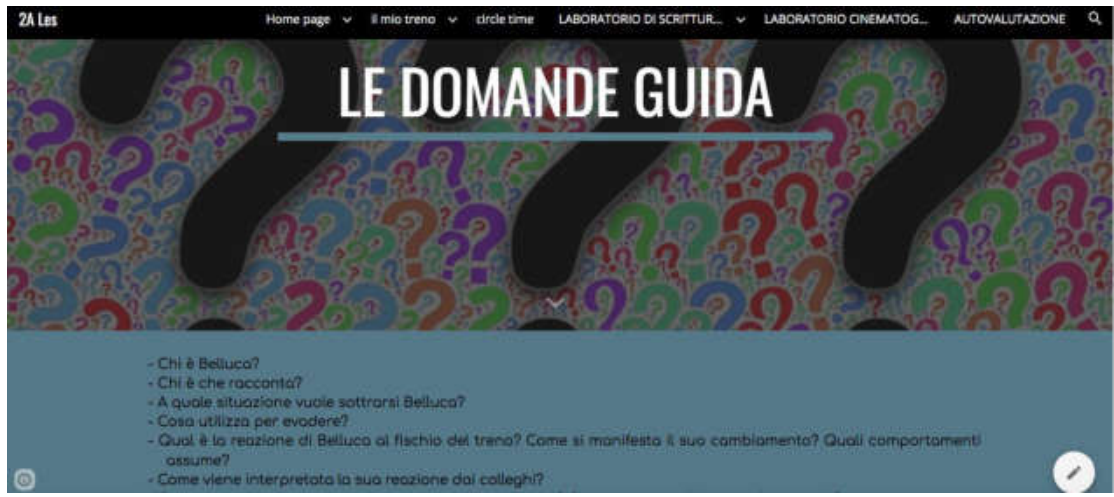 2A Les
Home page
il mio treno
circle time
LABORATORIO DI SCRITTUR...
LABORATORIO CINEMATOG...
AUTOVALUTAZIONE
LE DOMANDE GUIDA
- Chi è Belluca?
- Chi è che racconta?
- A quale situazione vuole sottrarsi Belluca?
- Cosa utilizza per evadere?
- Qual è la reazione di Belluca al fischio del treno? Come si manifesta il suo cambiamento? Quali comportamenti
assume?
- Come viene interpretata la sua reazione dai colleghi?